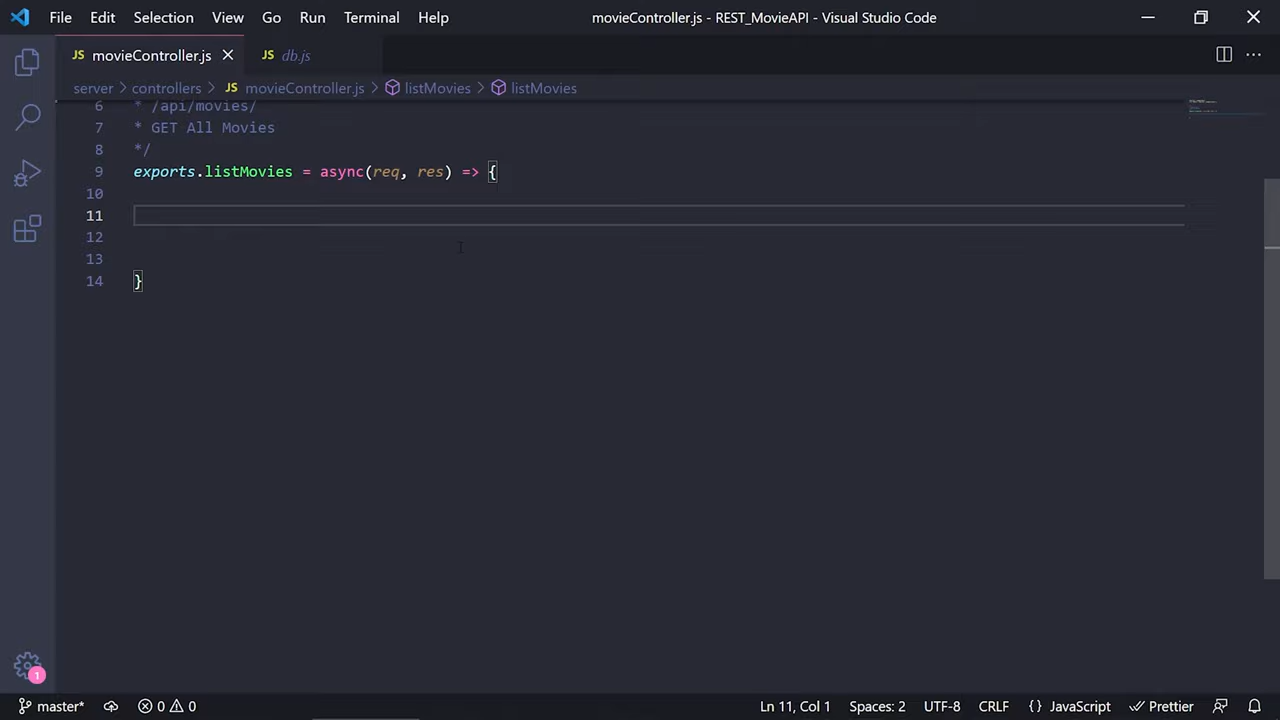 File Edit Selection View Go Run Terminal Help movieController.js - REST_MovieAPI - Visual Studio Code
JS movieController.js JS db.js
server > controllers > JS movieController.js > listMovies > listMovies
6 * /api/movies/
7 * GET All Movies
8 */
9 exports.listMovies = async(req, res) => {
10
11
12
13
14 }
1
master* 0 0 Ln 11, Col 1 Spaces: 2 UTF-8 CRLF {} JavaScript Prettier